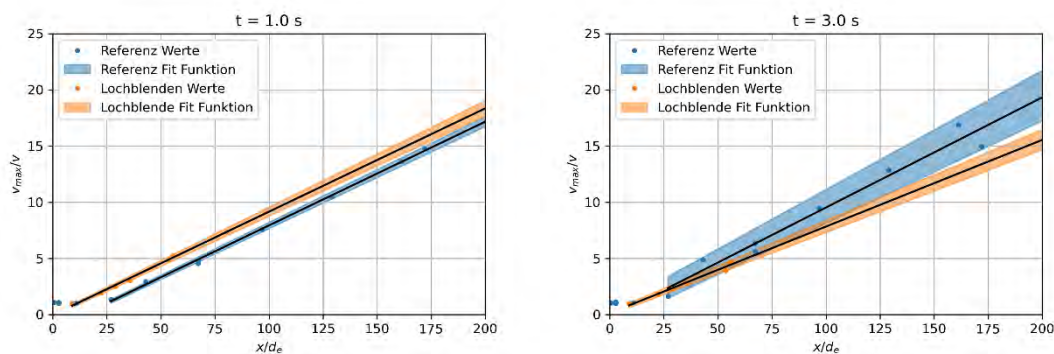 t = 1.0 s
25
20
15
10
5
0
v_max/v
Referenz Werte
Referenz Fit Funktion
Lochblenden Werte
Lochblende Fit Funktion
0 25 50 75 100 125 150 175 200
x/d_e
t = 3.0 s
25
20
15
10
5
0
v_max/v
Referenz Werte
Referenz Fit Funktion
Lochblenden Werte
Lochblende Fit Funktion
0 25 50 75 100 125 150 175 200
x/d_e